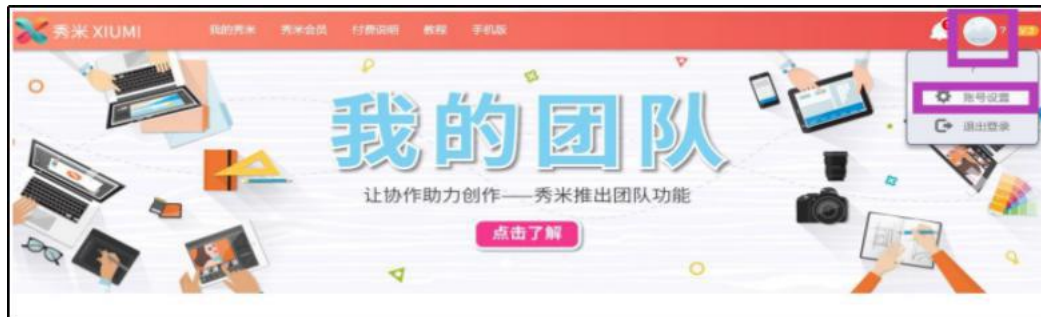 秀米 XIUMI
我的秀米 秀米会员 付费说明 教程 手机版
账号设置
退出登录
我的团队
让协作助力创作——秀米推出团队功能
点击了解